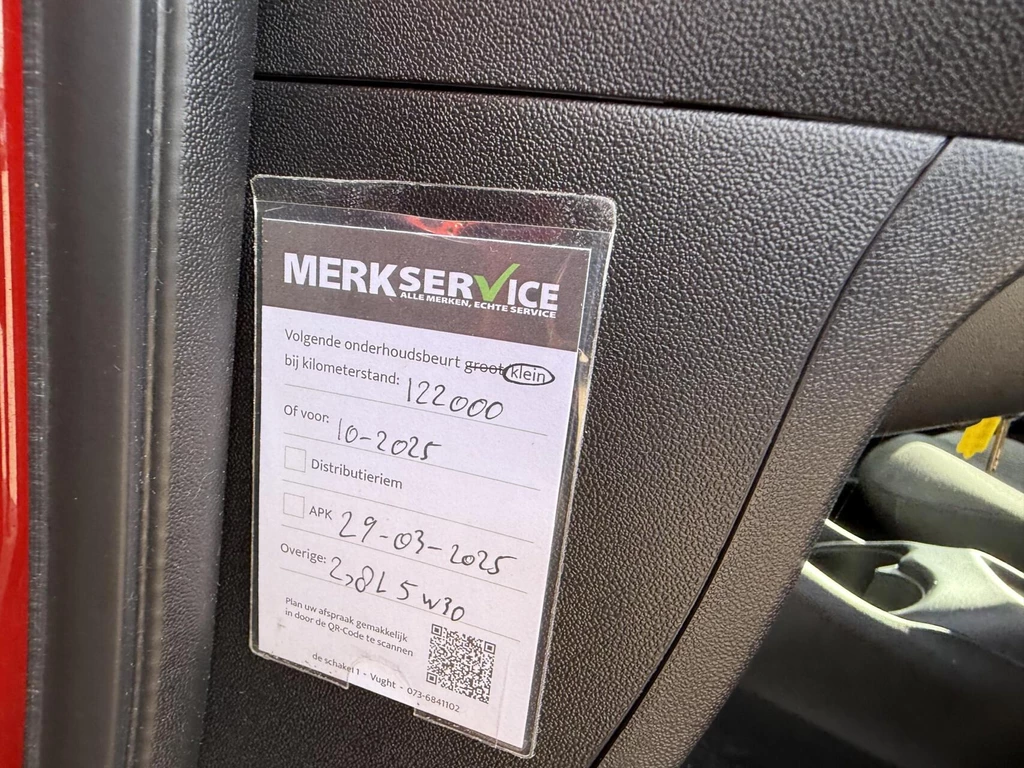 MERKSERVICE
ALLE MERKEN, ECHTE SERVICE
Volgende onderhoudsbeurt groot klein
bij kilometerstand: 122000
Of voor: 10-2025
Distributieriem
APK 29-03-2025
Overige: 2,8L 5w30
Plan uw afspraak gemakkelijk
in door de QR-Code te scannen
de schakel 1 - Vught - 073-6841102